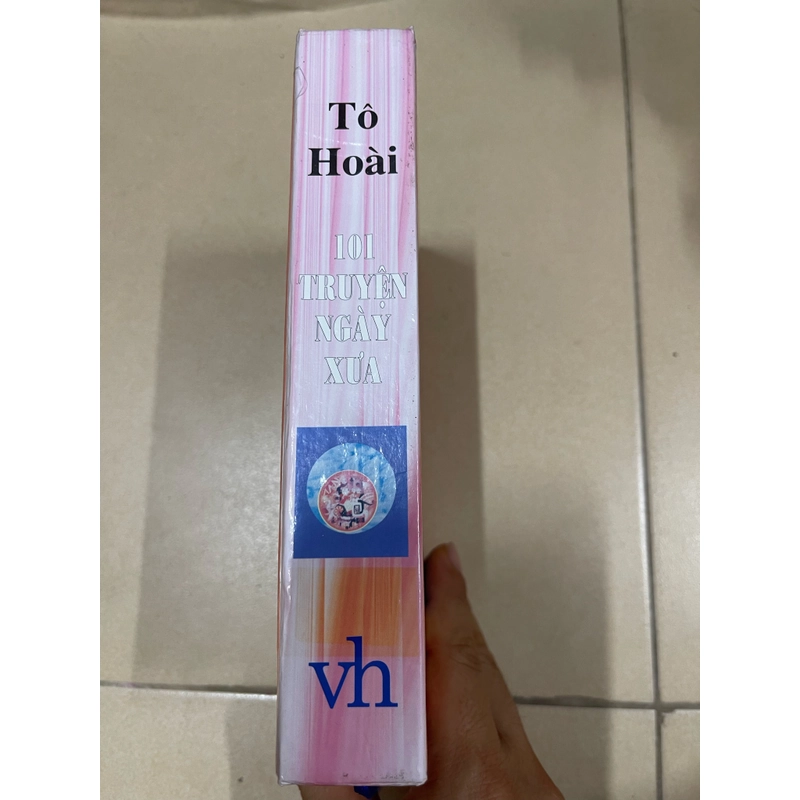 Tô
Hoài
101
TRUYỆN
NGÀY
XƯA
vh